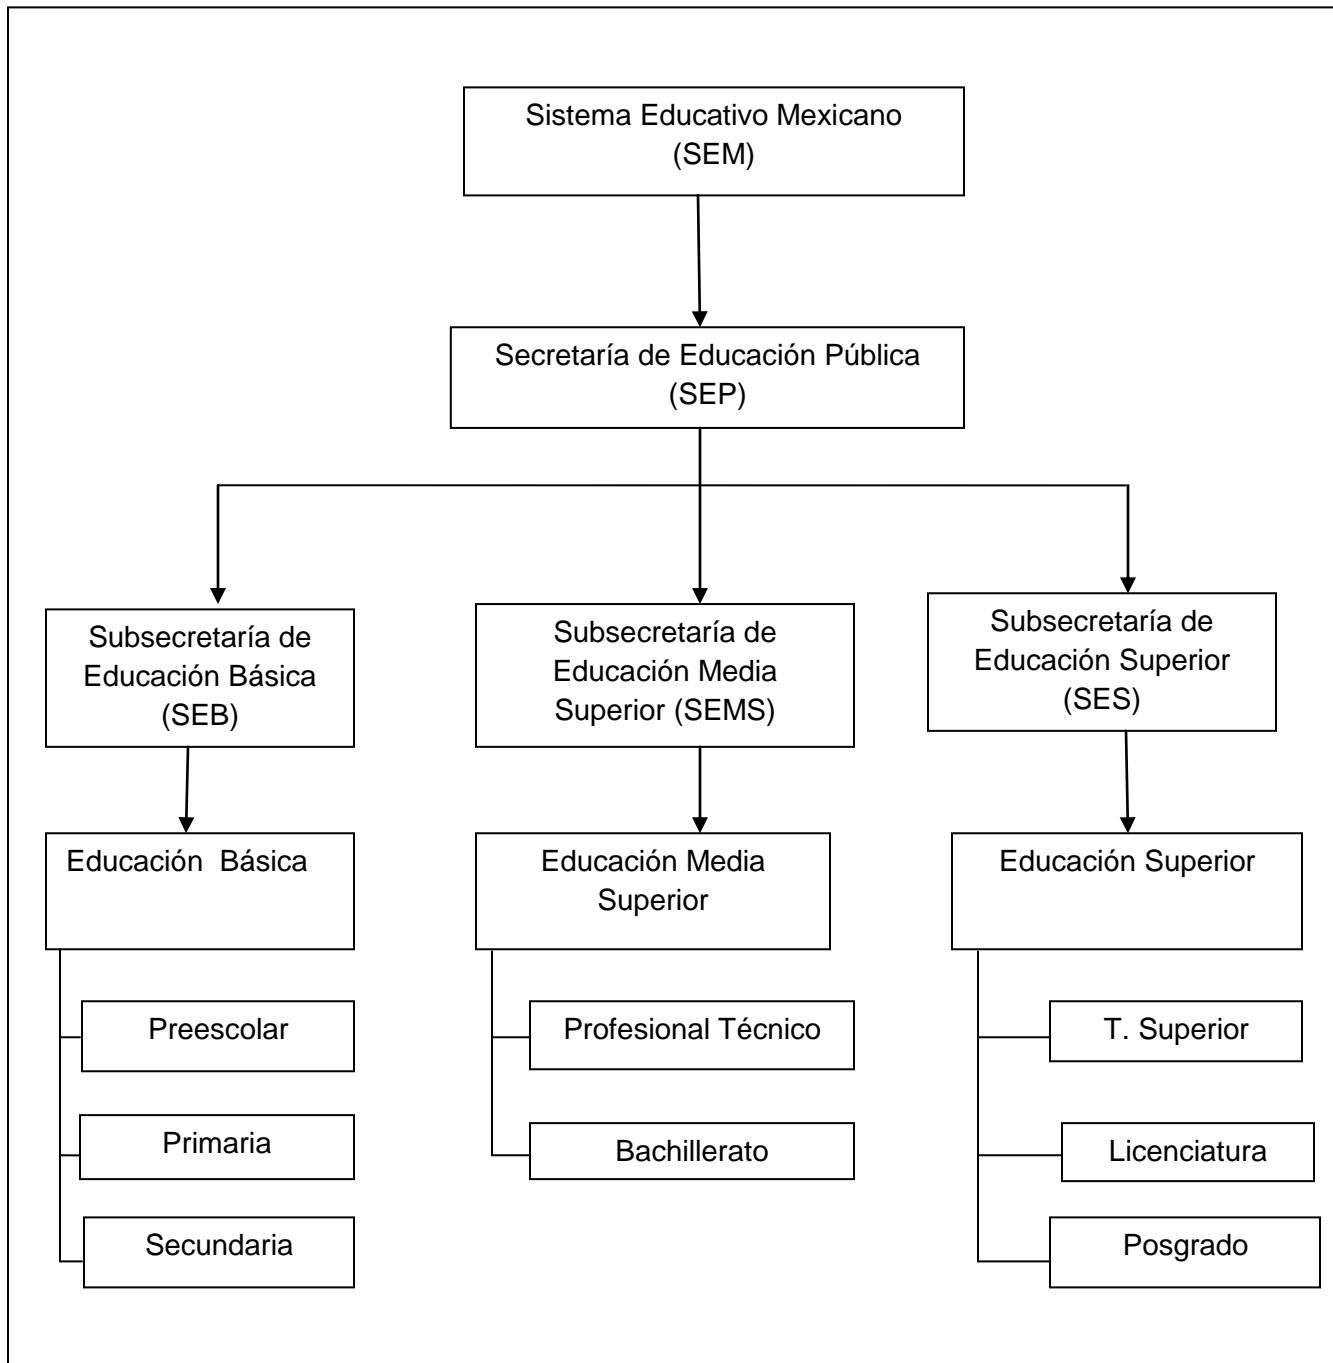 Sistema Educativo Mexicano
(SEM)
Secretaría de Educación Pública
(SEP)
Subsecretaría de
Educación Básica
(SEB)
Subsecretaría de
Educación Media
Superior (SEMS)
Subsecretaría de
Educación Superior
(SES)
Educación  Básica
Educación Media
Superior
Educación Superior
Preescolar
Primaria
Secundaria
Profesional Técnico
Bachillerato
T. Superior
Licenciatura
Posgrado